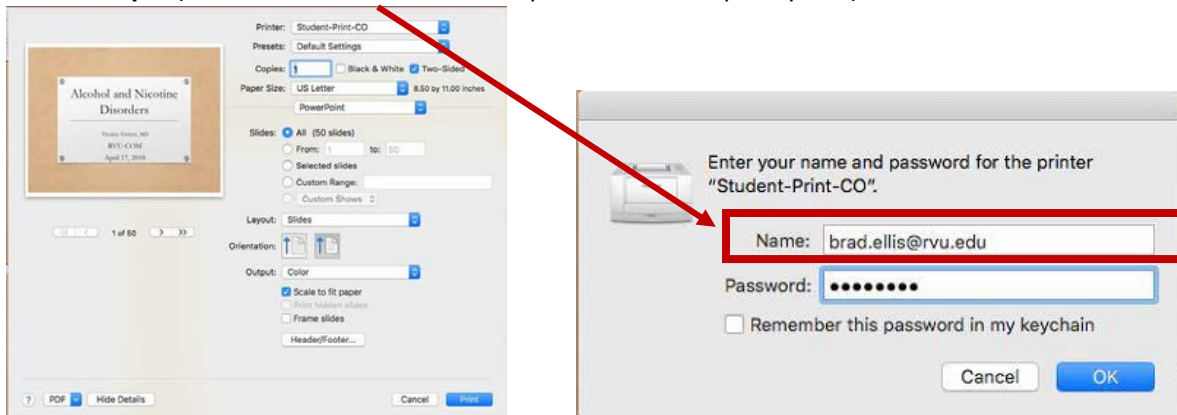 Printer: Student-Print-CO
Presets: Default Settings
Copies: 1 Black & White Two-Sided
Paper Size: US Letter 8.50 by 11.00 inches
PowerPoint
Alcohol and Nicotine
Disorders
RVU-COM
April 17, 2018
Slides: All (50 slides)
From: 1 to: 50
Selected slides
Custom Range:
Custom Shows
1 of 50
Layout: Slides
Orientation:
Output: Color
Scale to fit paper
Print hidden slides
Frame slides
Header/Footer...
? PDF Hide Details Cancel Print
Enter your name and password for the printer
“Student-Print-CO”.
Name: brad.ellis@rvu.edu
Password: ●●●●●●●●
Remember this password in my keychain
Cancel OK